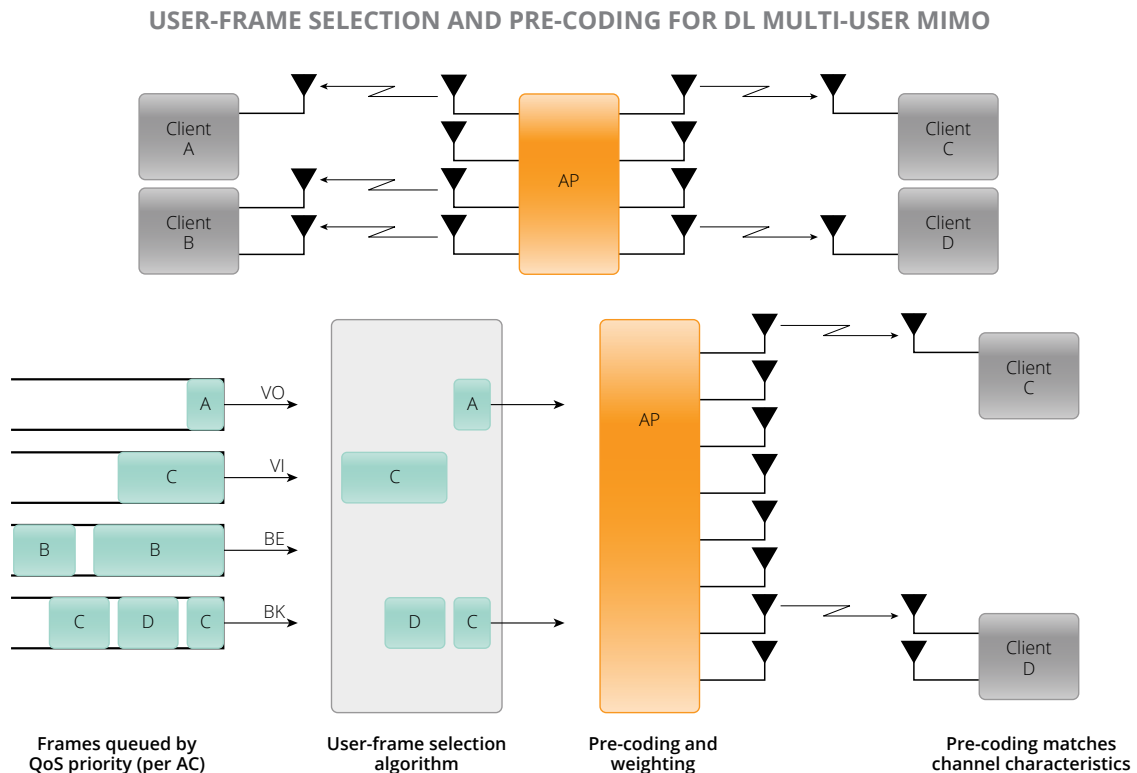 USER-FRAME SELECTION AND PRE-CODING FOR DL MULTI-USER MIMO
Client
A
Client
B
AP
Client
C
Client
D
A
VO
A
C
VI
C
B
B
BE
C
D
C
BK
D
C
AP
Client
C
Client
D
Frames queued by
QoS priority (per AC)
User-frame selection
algorithm
Pre-coding and
weighting
Pre-coding matches
channel characteristics